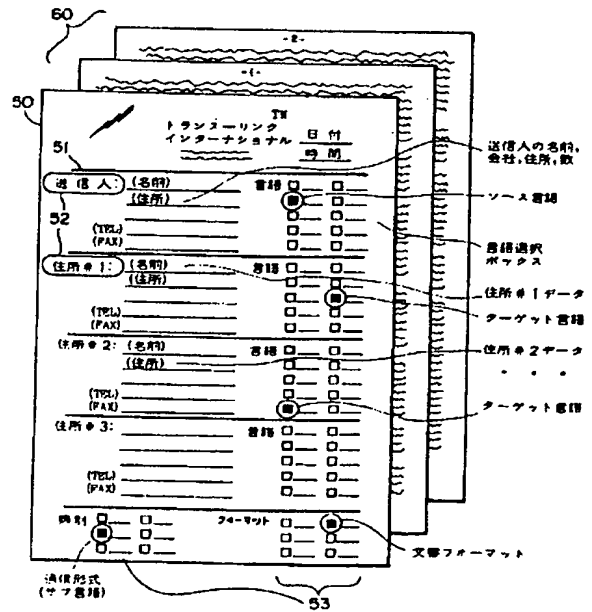 60
-2-
-1-
50
TM
トランスーリンク
インターナショナル
日付
時間
送信人の名前,
会社,住所,数
51
送信人:
(名前)
言語
(住所)
ソース言語
52
(TEL)
(FAX)
言語選択
ボックス
住所#1:
(名前)
言語
(住所)
住所#1データ
ターゲット言語
(TEL)
(FAX)
住所#2:
(名前)
言語
住所#2データ
(住所)
(TEL)
(FAX)
ターゲット言語
住所#3:
言語
(TEL)
(FAX)
フォーマット
文書フォーマット
通信形式
(サブ言語)
53